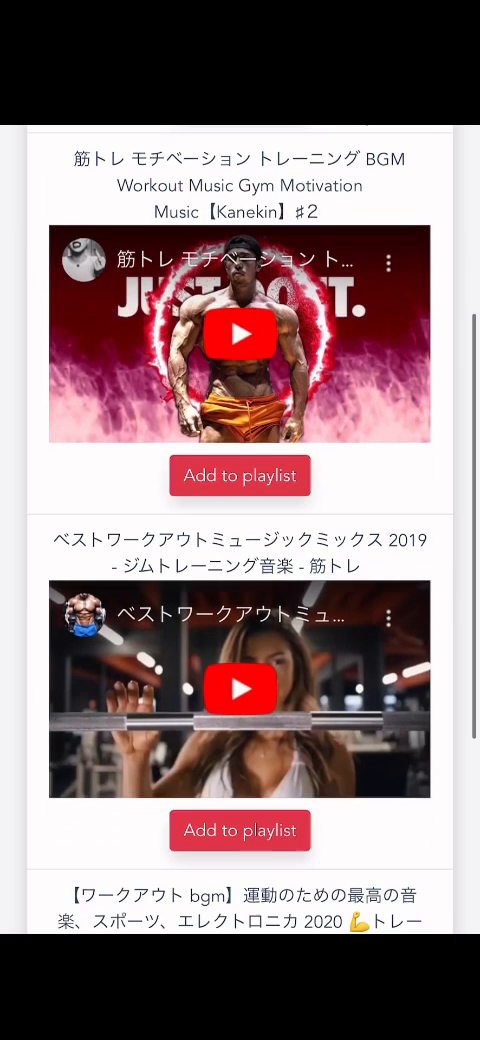 筋トレ モチベーション トレーニング BGM
Workout Music Gym Motivation
Music【Kanekin】♯2
筋トレ モチベーション ト...
JUST DO IT.
Add to playlist
ベストワークアウトミュージックミックス 2019
- ジムトレーニング音楽 - 筋トレ
ベストワークアウトミュ...
Add to playlist
【ワークアウト bgm】運動のための最高の音
楽、スポーツ、エレクトロニカ 2020 💪トレー